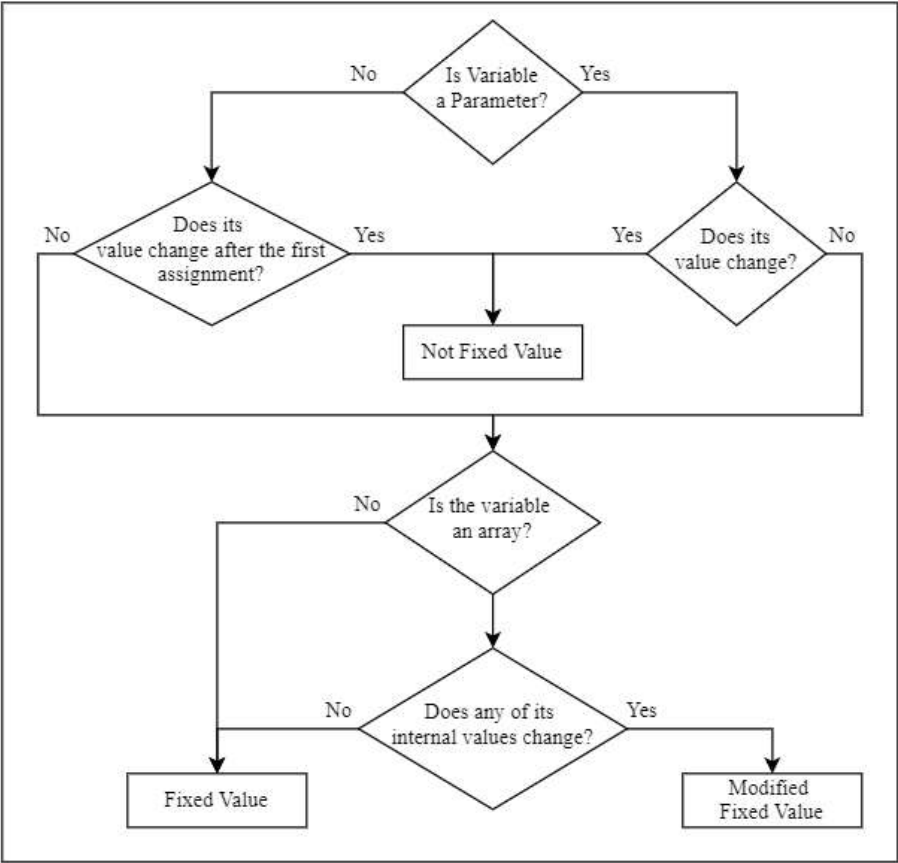 No
Is Variable
a Parameter?
Yes
No
Does its
value change after the first
assignment?
Yes
Yes
Does its
value change?
No
Not Fixed Value
No
Is the variable
an array?
No
Does any of its
internal values change?
Yes
Fixed Value
Modified
Fixed Value